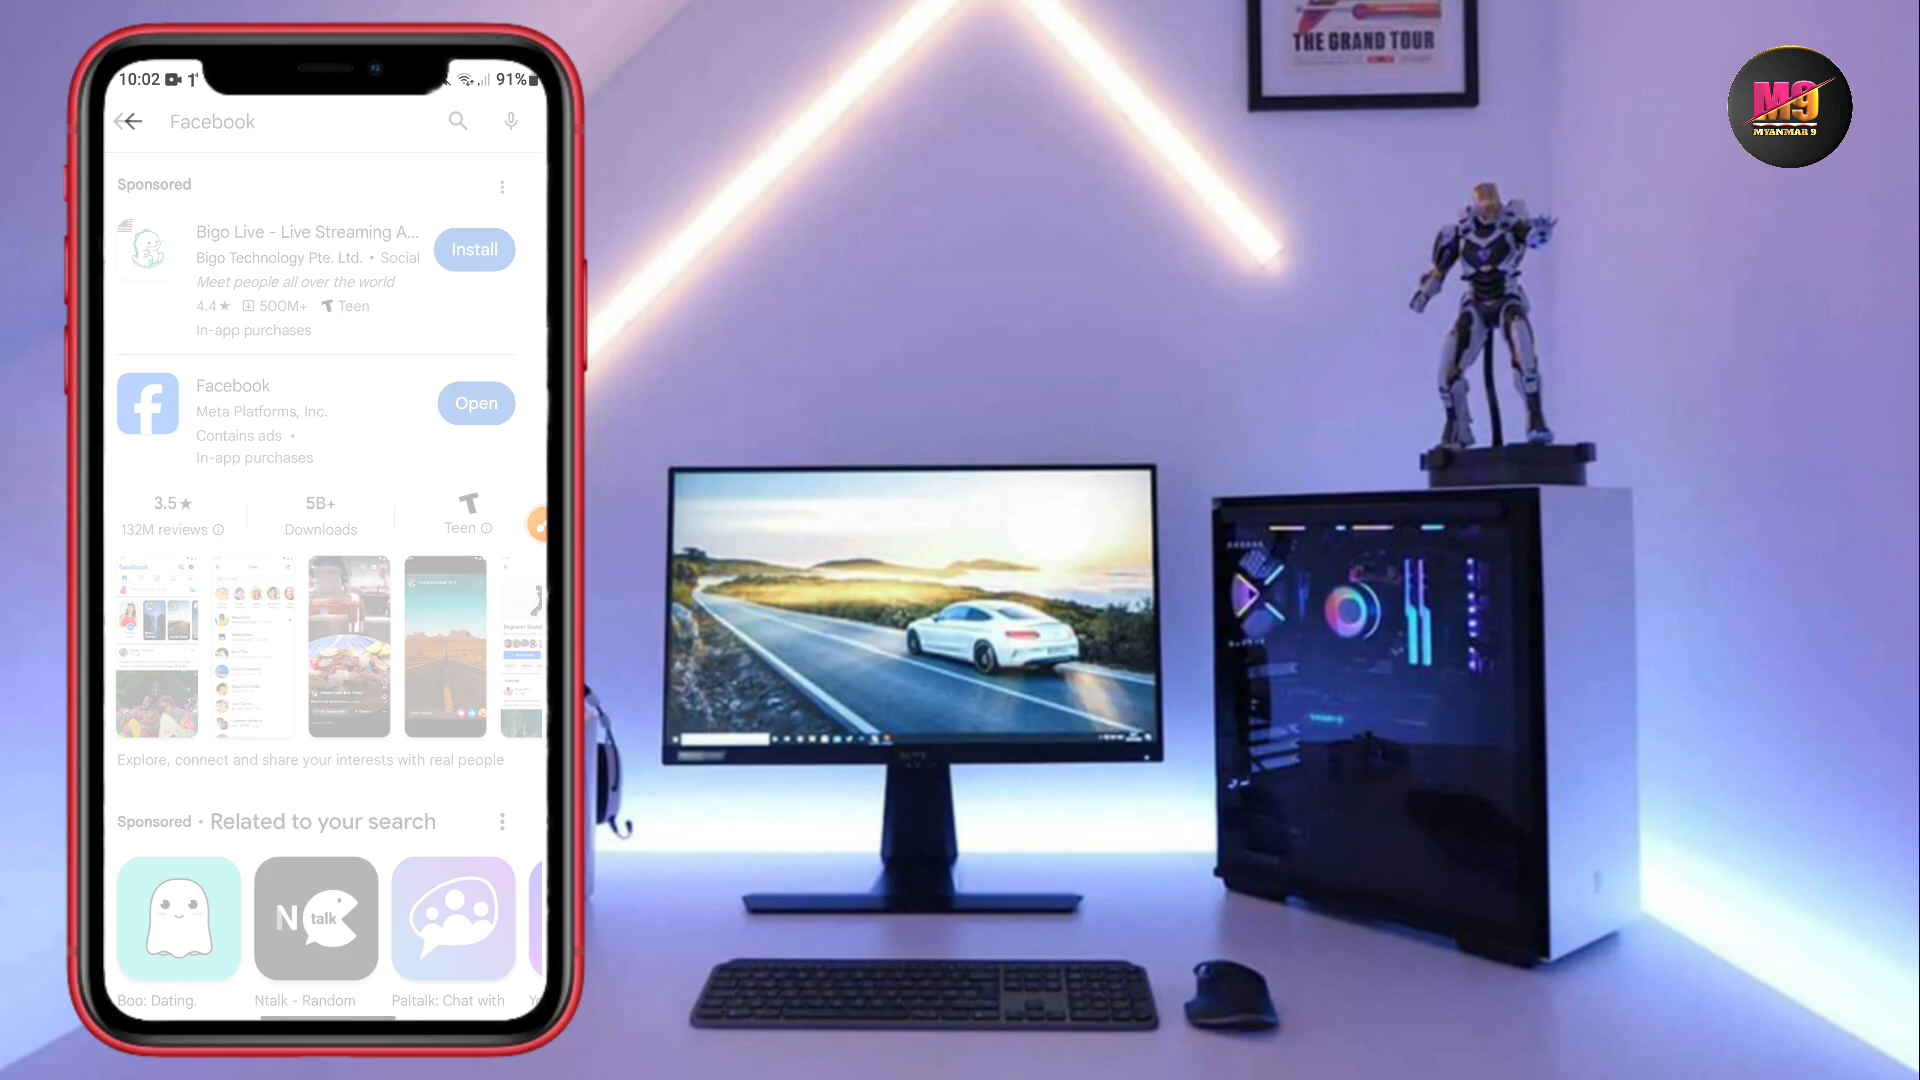 10:02
91%
Facebook
Sponsored
Bigo Live - Live Streaming A...
Install
Bigo Technology Pte. Ltd. • Social
Meet people all over the world
4.4★ 500M+ Teen
In-app purchases
Facebook
Meta Platforms, Inc.
Open
Contains ads •
In-app purchases
3.5★
5B+
132M reviews
Downloads
Teen
facebook
Explore, connect and share your interests with real people
Sponsored • Related to your search
N talk
Boo: Dating.
Ntalk - Random
Paltalk: Chat with
THE GRAND TOUR
M9
MYANMAR 9